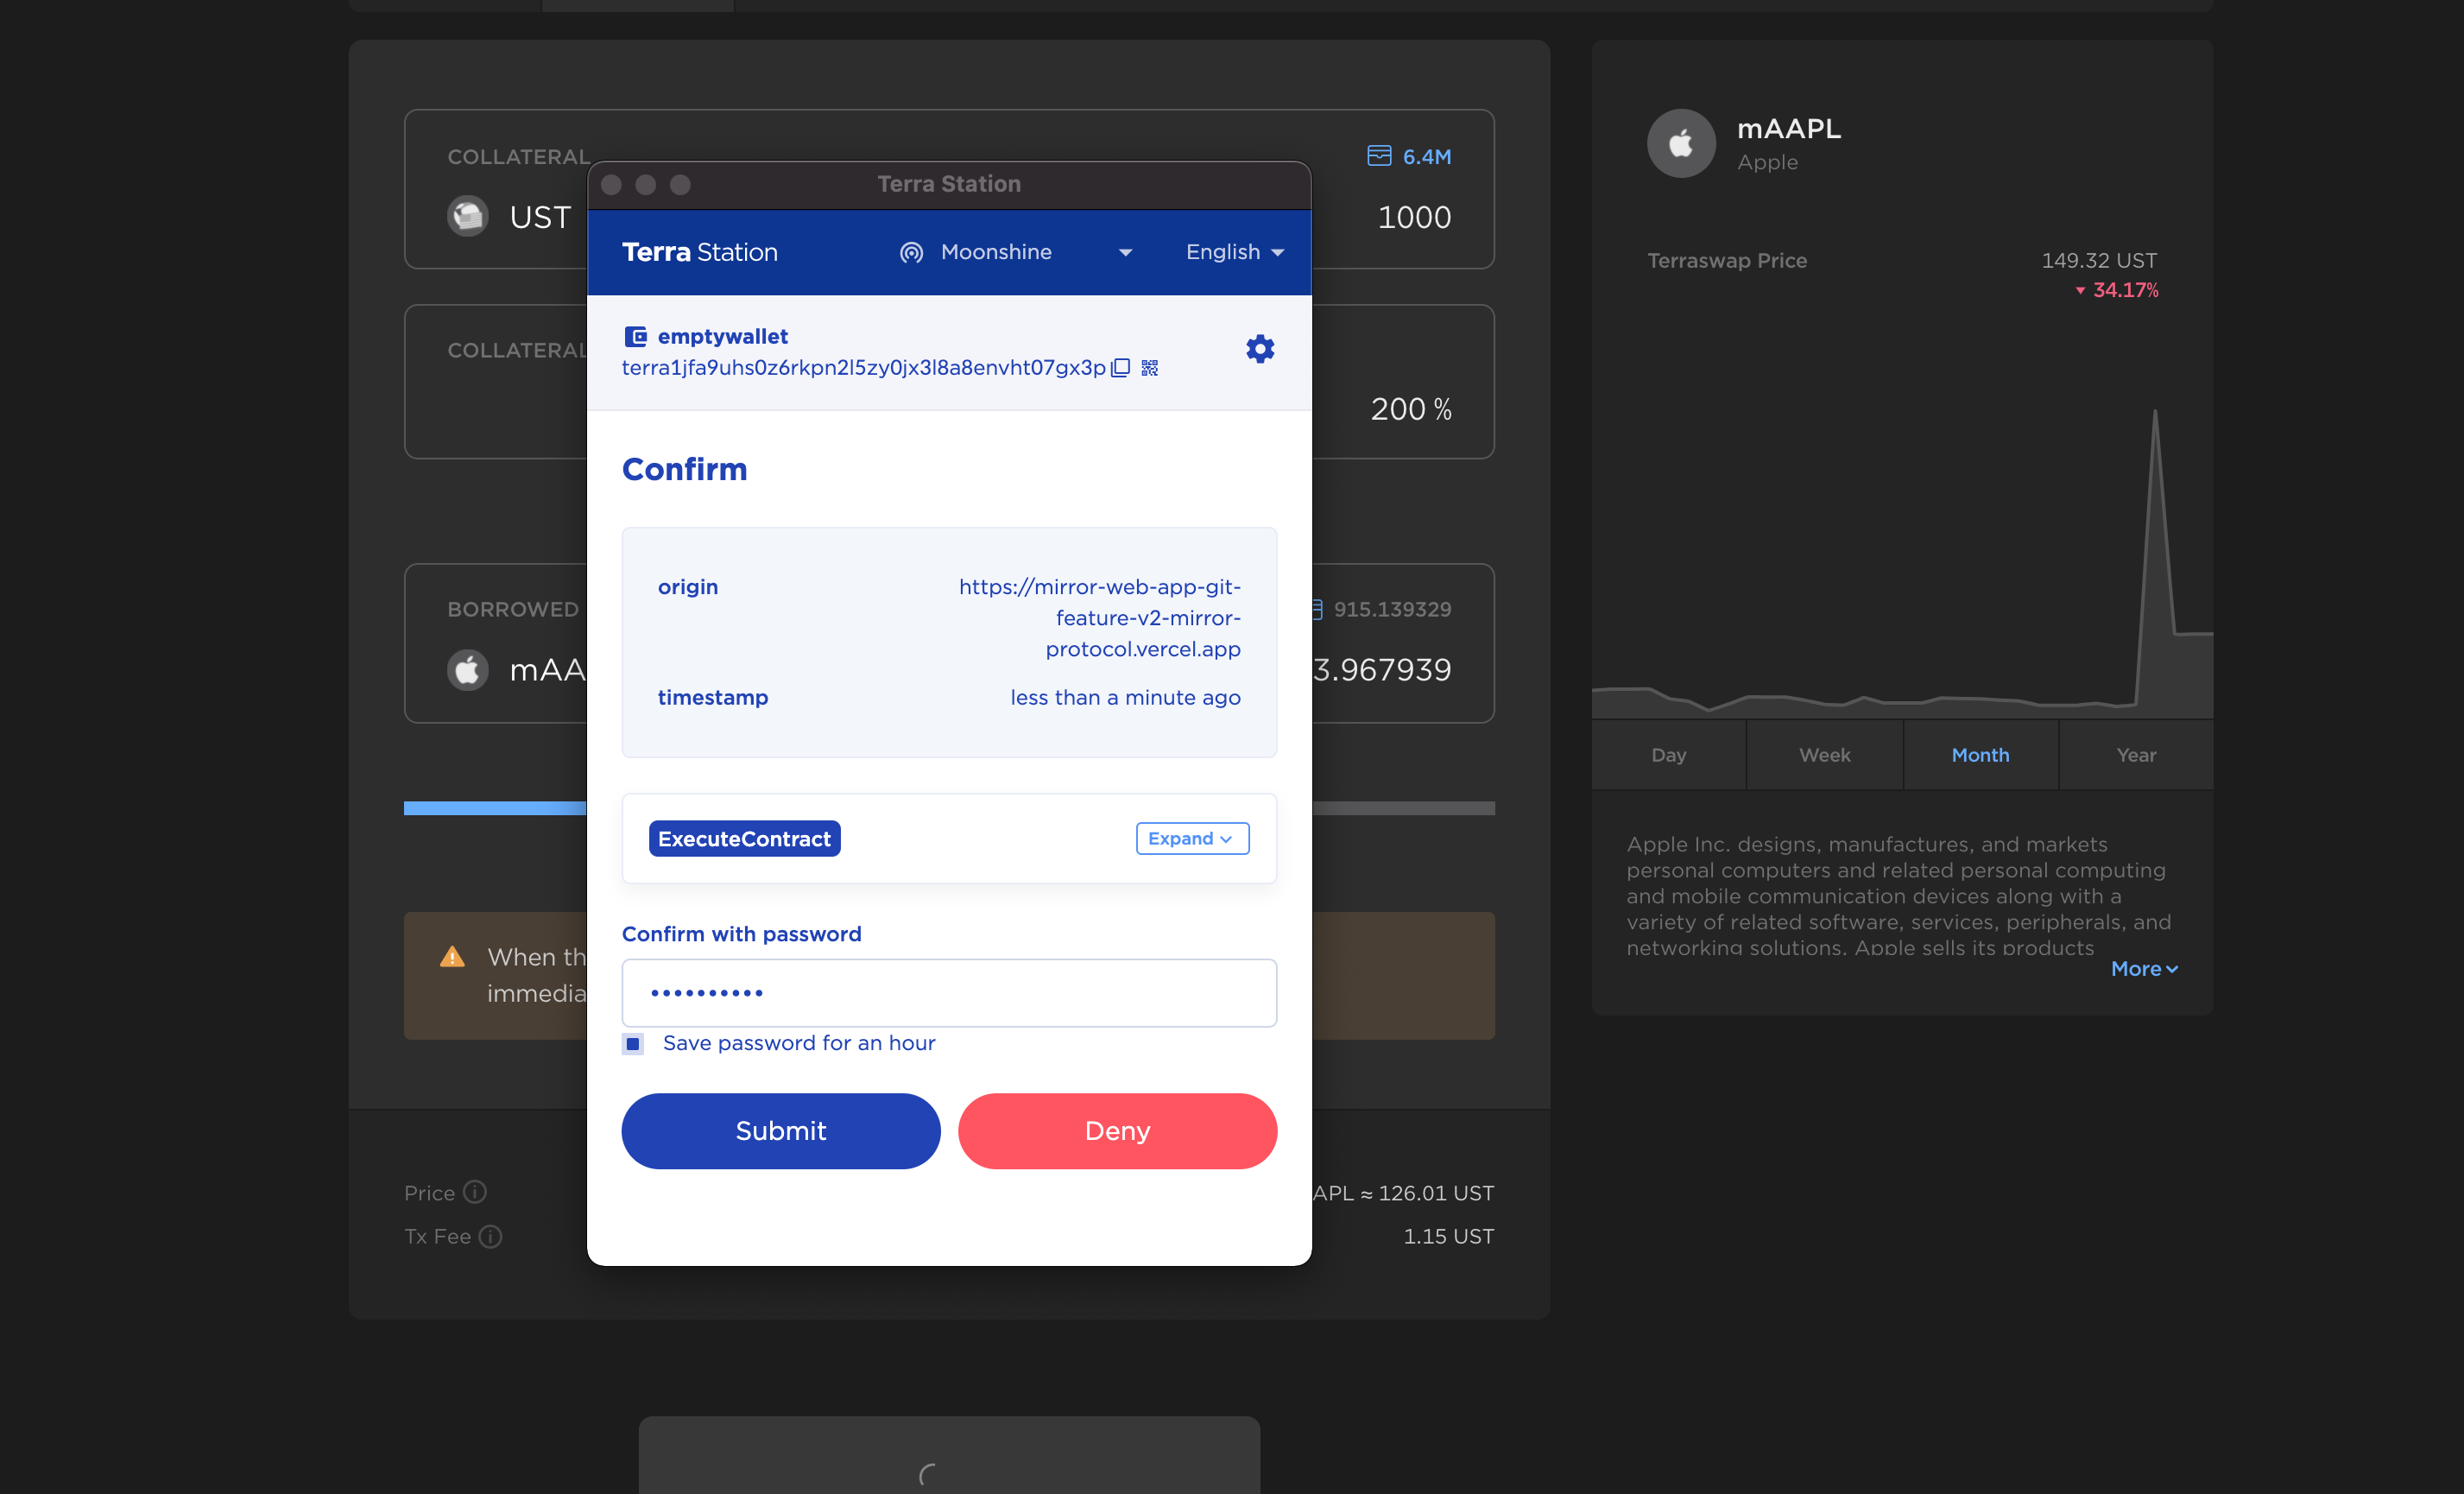 COLLATERAL
6.4M
UST
1000
COLLATERAL
200 %
BORROWED
915.139329
mAA
3.967939
When th
immedia
Price
APL ≈ 126.01 UST
Tx Fee
1.15 UST
Terra Station
Terra Station
Moonshine
English
emptywallet
terra1jfa9uhs0z6rkpn2l5zy0jx3l8a8envht07gx3p
Confirm
origin
https://mirror-web-app-git-
feature-v2-mirror-
protocol.vercel.app
timestamp
less than a minute ago
ExecuteContract
Expand
Confirm with password
••••••••••
Save password for an hour
Submit
Deny
mAAPL
Apple
Terraswap Price
149.32 UST
34.17%
Day
Week
Month
Year
Apple Inc. designs, manufactures, and markets
personal computers and related personal computing
and mobile communication devices along with a
variety of related software, services, peripherals, and
networking solutions. Apple sells its products
More